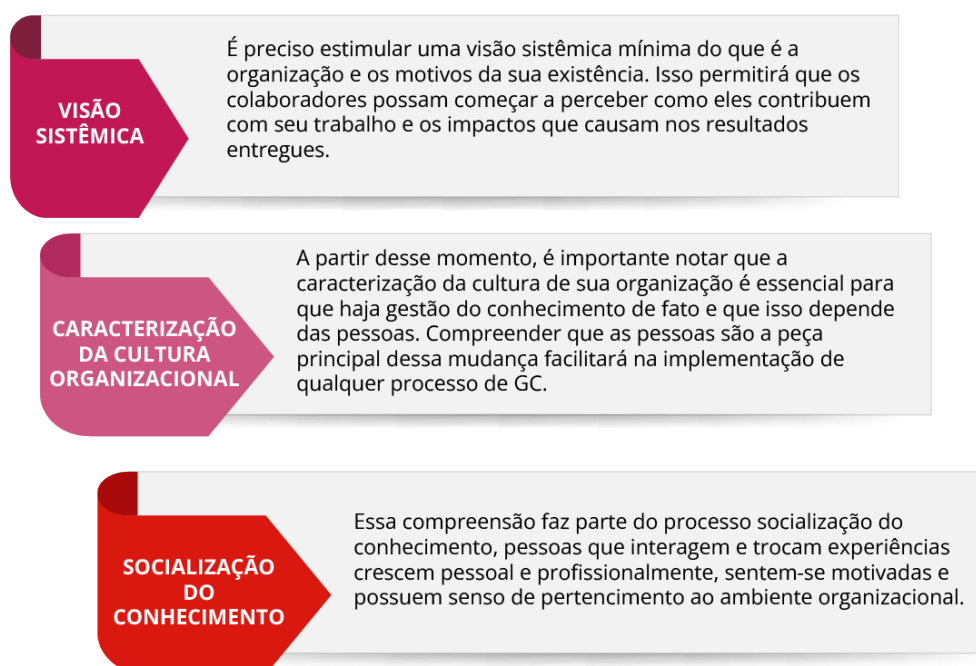 VISÃO
SISTÊMICA
É preciso estimular uma visão sistêmica mínima do que é a
organização e os motivos da sua existência. Isso permitirá que os
colaboradores possam começar a perceber como eles contribuem
com seu trabalho e os impactos que causam nos resultados
entregues.
CARACTERIZAÇÃO
DA CULTURA
ORGANIZACIONAL
A partir desse momento, é importante notar que a
caracterização da cultura de sua organização é essencial para
que haja gestão do conhecimento de fato e que isso depende
das pessoas. Compreender que as pessoas são a peça
principal dessa mudança facilitará na implementação de
qualquer processo de GC.
SOCIALIZAÇÃO
DO
CONHECIMENTO
Essa compreensão faz parte do processo socialização do
conhecimento, pessoas que interagem e trocam experiências
crescem pessoal e profissionalmente, sentem-se motivadas e
possuem senso de pertencimento ao ambiente organizacional.